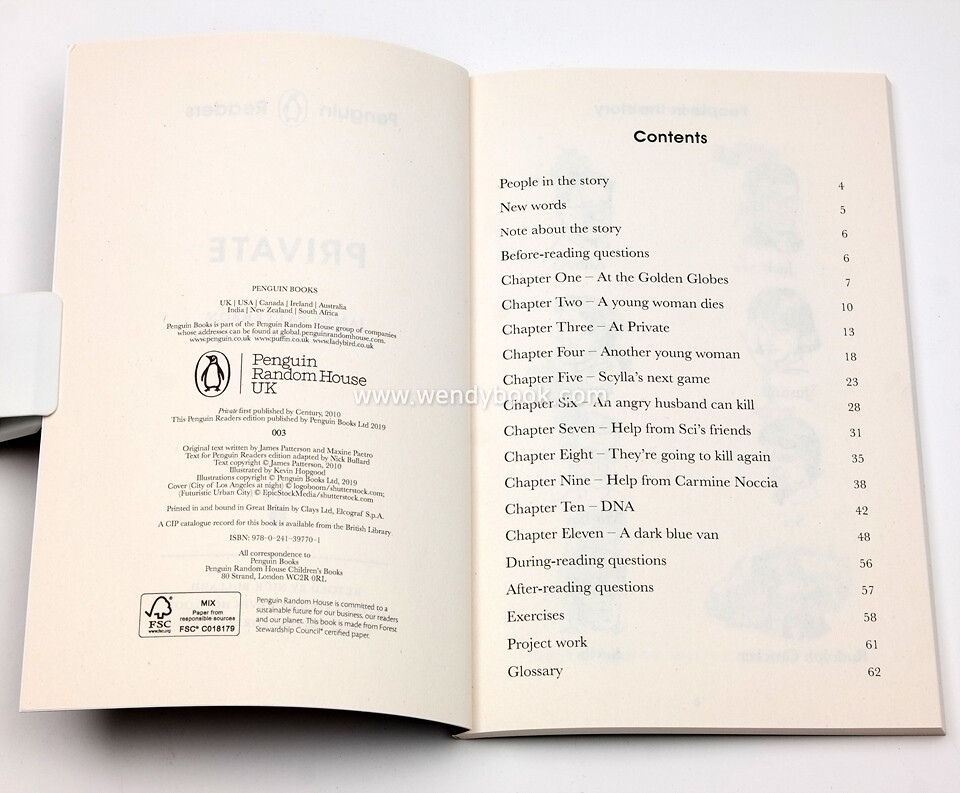 PENGUIN BOOKS
UK | USA | Canada | Ireland | Australia
India | New Zealand | South Africa
Penguin Books is part of the Penguin Random House group of companies
whose addresses can be found at global.penguinrandomhouse.com.
www.penguin.co.uk www.puffin.co.uk www.ladybird.co.uk
Penguin
Random House
UK
Private first published by Century, 2010
This Penguin Readers edition published by Penguin Books Ltd 2019
003
Original text written by James Patterson and Maxine Paetro
Text for Penguin Readers edition adapted by Nick Bullard
Text copyright © James Patterson, 2010
Illustrated by Kevin Hopgood
Illustrations copyright © Penguin Books Ltd, 2019
Cover (City of Los Angeles at night) © logoboom/shutterstock.com;
(Futuristic Urban City) © EpicStockMedia/shutterstock.com
Printed in and bound in Great Britain by Clays Ltd, Elcograf S.p.A.
A CIP catalogue record for this book is available from the British Library
ISBN: 978-0-241-39770-1
All correspondence to
Penguin Books
Penguin Random House Children's Books
80 Strand, London WC2R 0RL
FSC
www.fsc.org
MIX
Paper from
responsible sources
FSC® C018179
Penguin Random House is committed to a
sustainable future for our business, our readers
and our planet. This book is made from Forest
Stewardship Council® certified paper.
Contents
People in the story 4
New words 5
Note about the story 6
Before-reading questions 6
Chapter One – At the Golden Globes 7
Chapter Two – A young woman dies 10
Chapter Three – At Private 13
Chapter Four – Another young woman 18
Chapter Five – Scylla's next game 23
www.wendybook.com
Chapter Six – An angry husband can kill 28
Chapter Seven – Help from Sci's friends 31
Chapter Eight – They're going to kill again 35
Chapter Nine – Help from Carmine Noccia 38
Chapter Ten – DNA 42
Chapter Eleven – A dark blue van 48
During-reading questions 56
After-reading questions 57
Exercises 58
Project work 61
Glossary 62